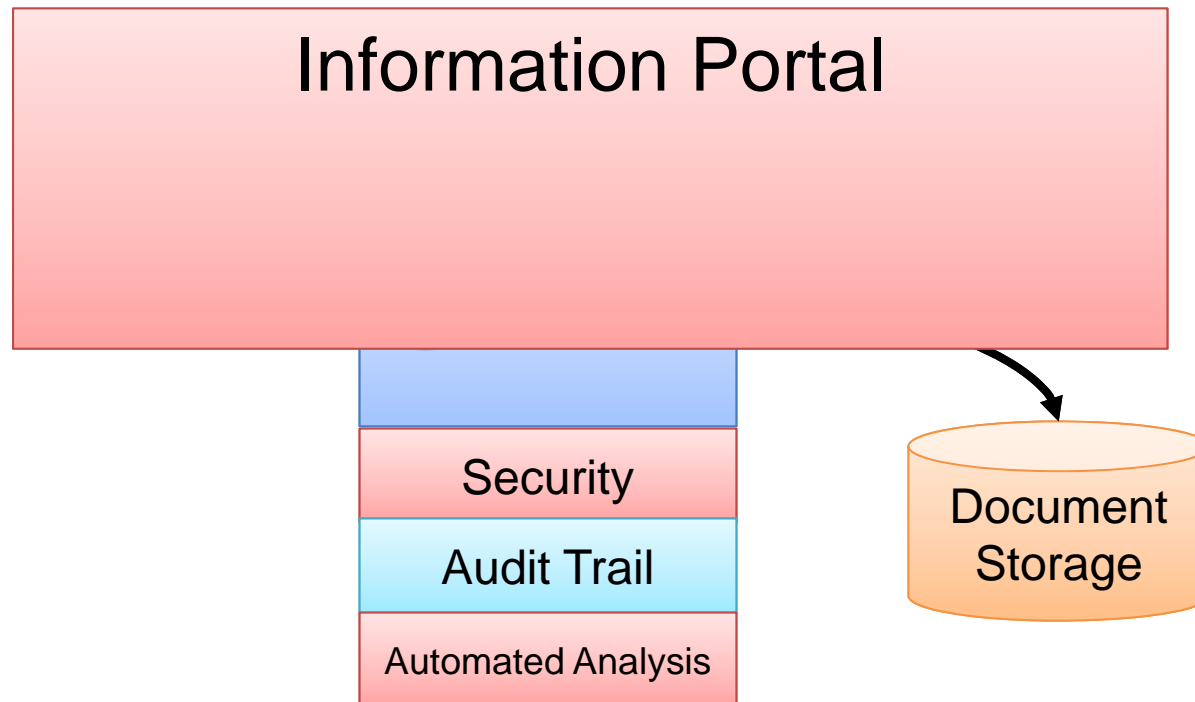 Information Portal
Security
Audit Trail
Automated Analysis
Document
Storage